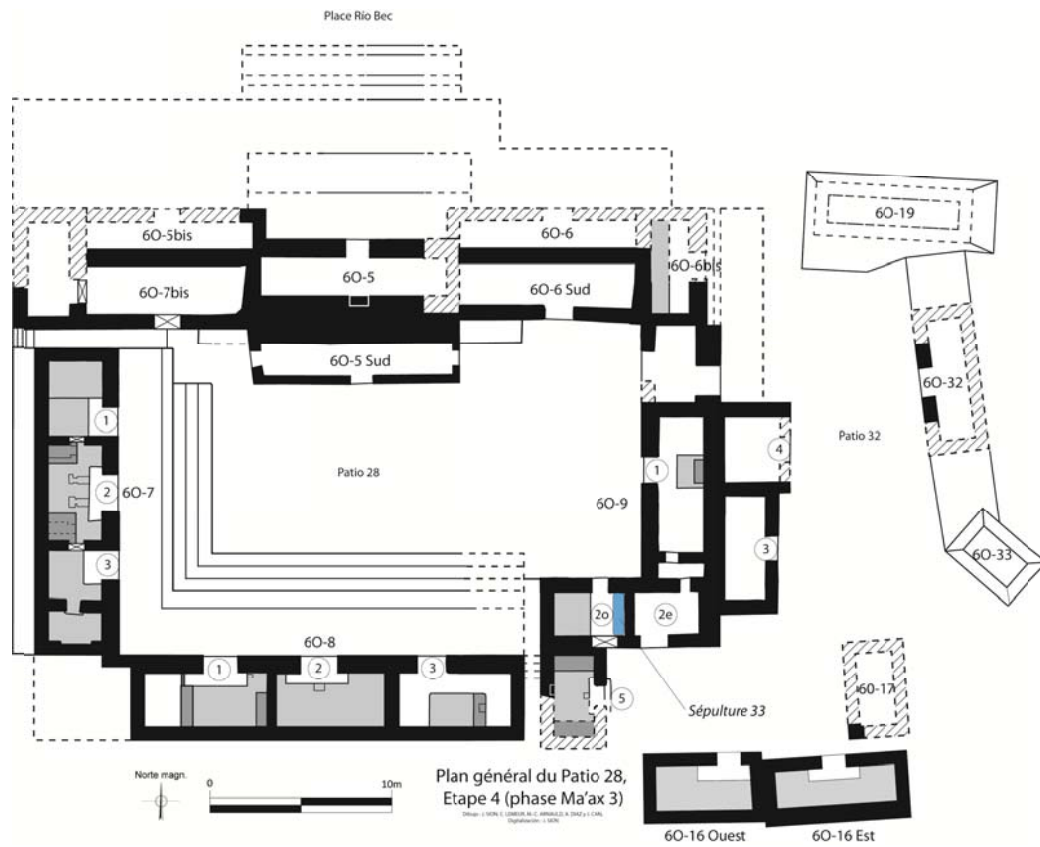 Place Río Bec
6O-19
6O-5bis
6O-6
6O-5
6O-6bis
6O-7bis
6O-6 Sud
6O-5 Sud
6O-32
1
Patio 28
Patio 32
4
1
2
6O-7
6O-9
3
3
6O-33
2o
2e
6O-8
1
2
3
5
Sépulture 33
6O-17
Norte magn.
0
10m
Plan général du Patio 28,
Etape 4 (phase Ma'ax 3)
6O-16 Ouest
6O-16 Est